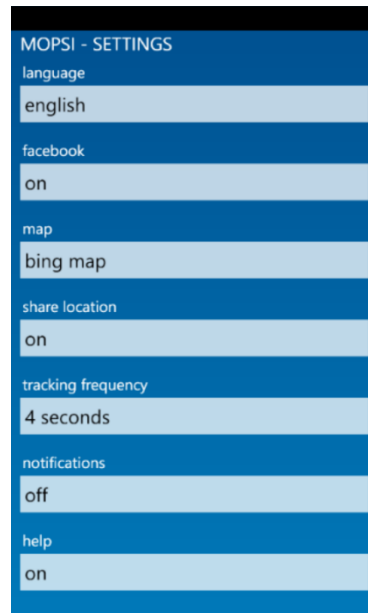 MOPSI - SETTINGS
language
english
facebook
on
map
bing map
share location
on
tracking frequency
4 seconds
notifications
off
help
on